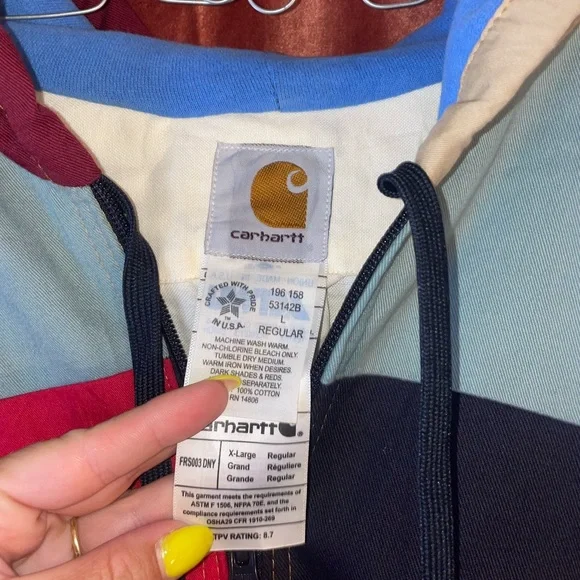 carhartt
CRAFTED WITH PRIDE
IN U.S.A.
TM
196 158
53142B
L
REGULAR
MACHINE WASH WARM.
NON-CHLORINE BLEACH ONLY.
TUMBLE DRY MEDIUM.
WARM IRON WHEN DESIRES.
DARK SHADES & REDS.
SEPARATELY.
100% COTTON
RN 14806
carhartt
FRS003 DNY
X-Large Regular
Grand Régulière
Grande Regular
This garment meets the requirements of
ASTM F 1506, NFPA 70E, and the
compliance requirements set forth in
OSHA29 CFR 1910-269
TPV RATING: 8.7